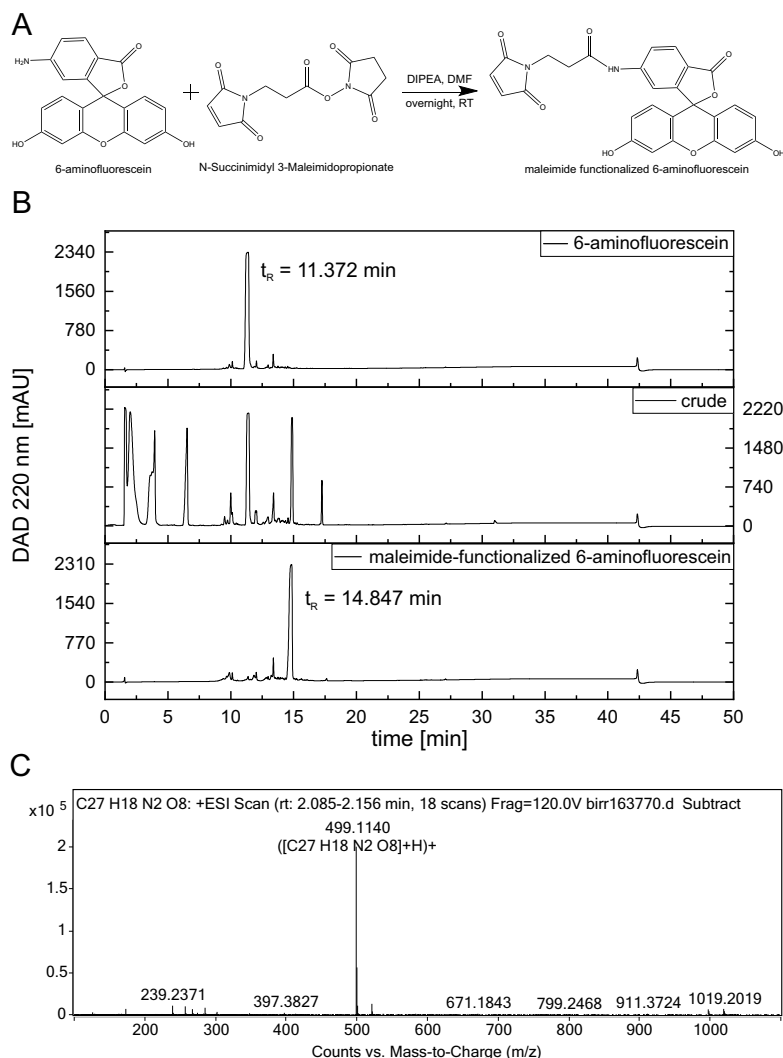 A
H₂N
O
O
HO
O
OH
6-aminofluorescein
+
O
N
O
O
O
N
O
O
N-Succinimidyl 3-Maleimidopropionate
DIPEA, DMF
overnight, RT
O
N
O
O
HN
O
O
HO
O
OH
maleimide functionalized 6-aminofluorescein
B
6-aminofluorescein
2340
1560
780
0
tR = 11.372 min
crude
2220
1480
740
0
DAD 220 nm [mAU]
maleimide-functionalized 6-aminofluorescein
2310
1540
770
0
tR = 14.847 min
0 5 10 15 20 25 30 35 40 45 50
time [min]
C
x10 5
C27 H18 N2 O8: +ESI Scan (rt: 2.085-2.156 min, 18 scans) Frag=120.0V birr163770.d Subtract
499.1140
([C27 H18 N2 O8]+H)+
2
1.5
1
0.5
0
239.2371 397.3827 671.1843 799.2468 911.3724 1019.2019
200 300 400 500 600 700 800 900 1000
Counts vs. Mass-to-Charge (m/z)